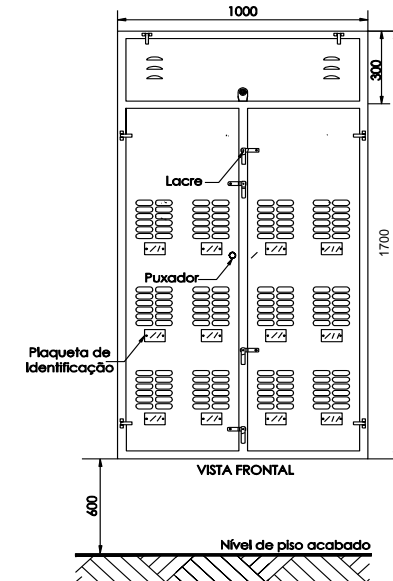 1000
300
Lacre
1700
Puxador
Plaqueta de
Identificação
VISTA FRONTAL
600
Nível de piso acabado